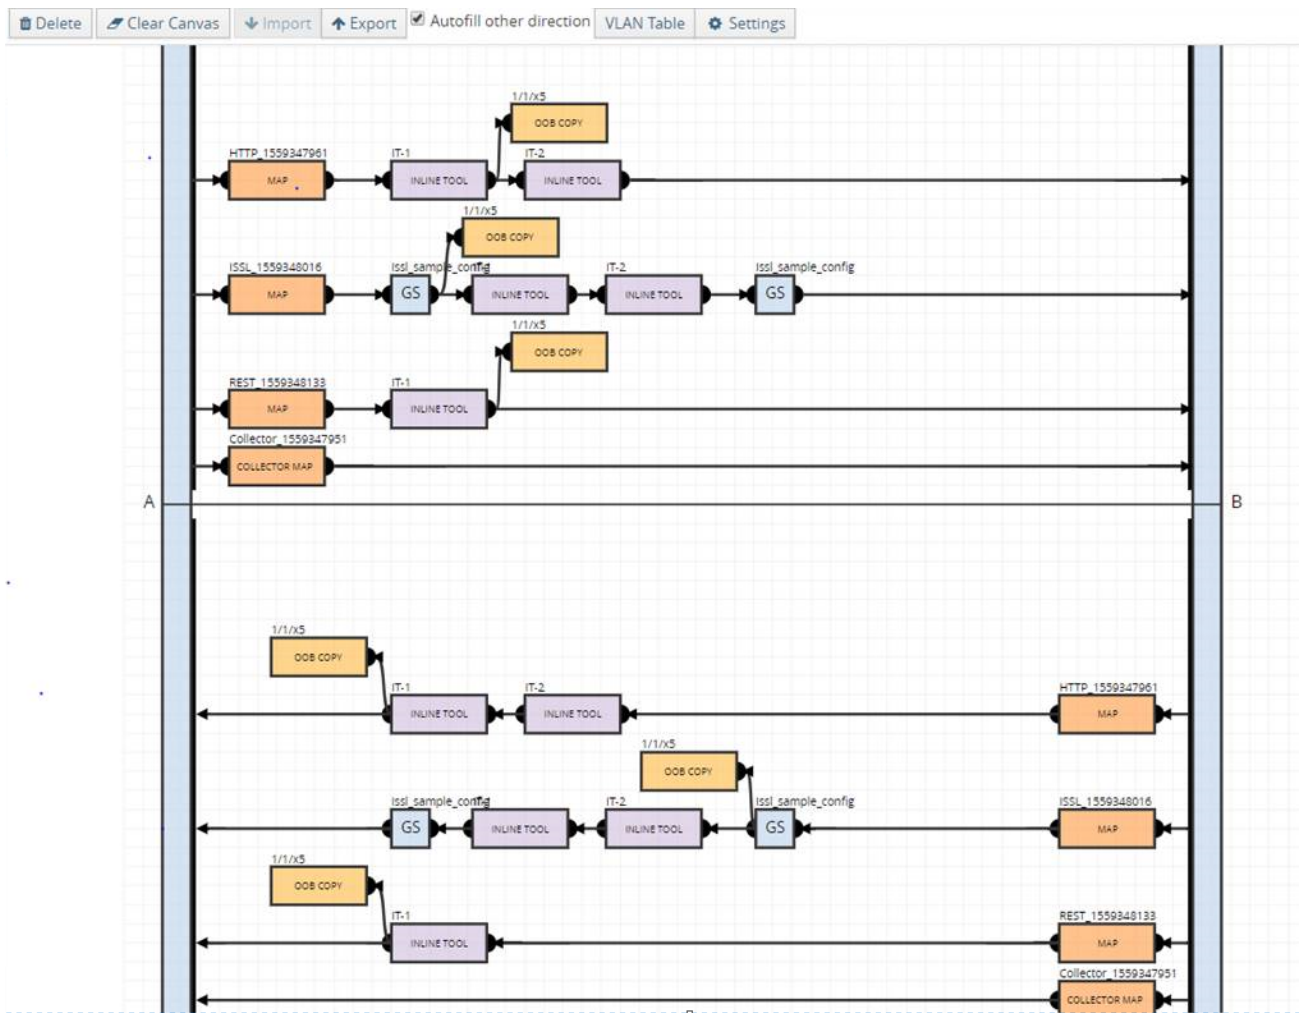 Delete Clear Canvas Import Export Autofill other direction VLAN Table Settings
1/1/x5
OOB COPY
HTTP_1559347961 IT-1 IT-2
MAP INLINE TOOL INLINE TOOL
1/1/x5
OOB COPY
ISSL_1559348016 issl_sample_config IT-2 issl_sample_config
MAP GS INLINE TOOL INLINE TOOL GS
1/1/x5
OOB COPY
REST_1559348133 IT-1
MAP INLINE TOOL
Collector_1559347951
COLLECTOR MAP
A B
1/1/x5
OOB COPY
IT-1 IT-2 HTTP_1559347961
INLINE TOOL INLINE TOOL MAP
1/1/x5
OOB COPY
issl_sample_config IT-2 issl_sample_config ISSL_1559348016
GS INLINE TOOL INLINE TOOL GS MAP
1/1/x5
OOB COPY
IT-1 REST_1559348133
INLINE TOOL MAP
Collector_1559347951
COLLECTOR MAP